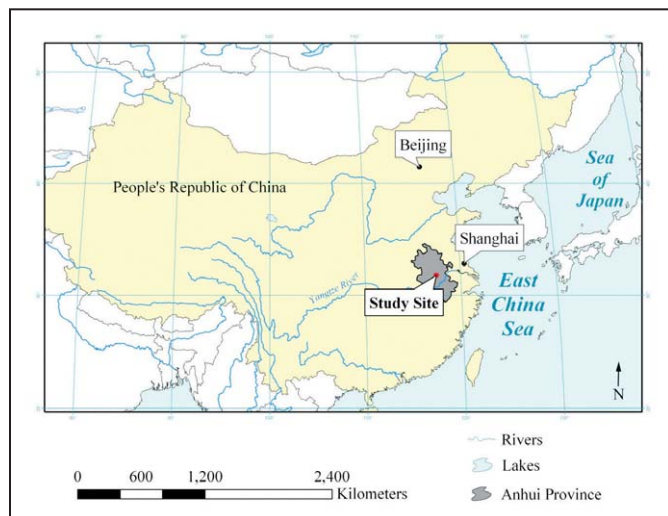 Beijing
People's Republic of China
Sea
of
Japan
Shanghai
Yangze River
Study Site
East
China
Sea
N
Rivers
Lakes
Anhui Province
0 600 1,200 2,400
Kilometers